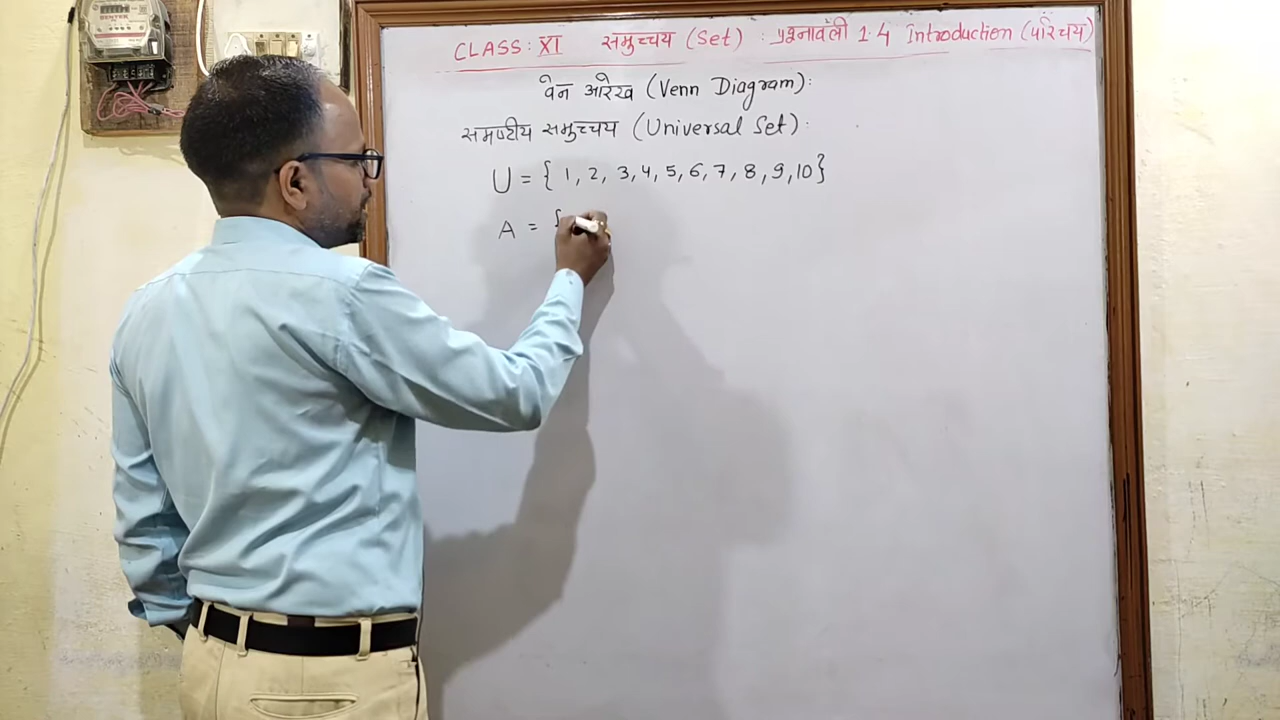 CLASS: XI समुच्चय (Set) : प्रश्नावली 1.4 Introduction (परिचय)
वेन आरेख (Venn Diagram):
समष्टीय समुच्चय (Universal Set):
U = { 1, 2, 3, 4, 5, 6, 7, 8, 9, 10}
A = {